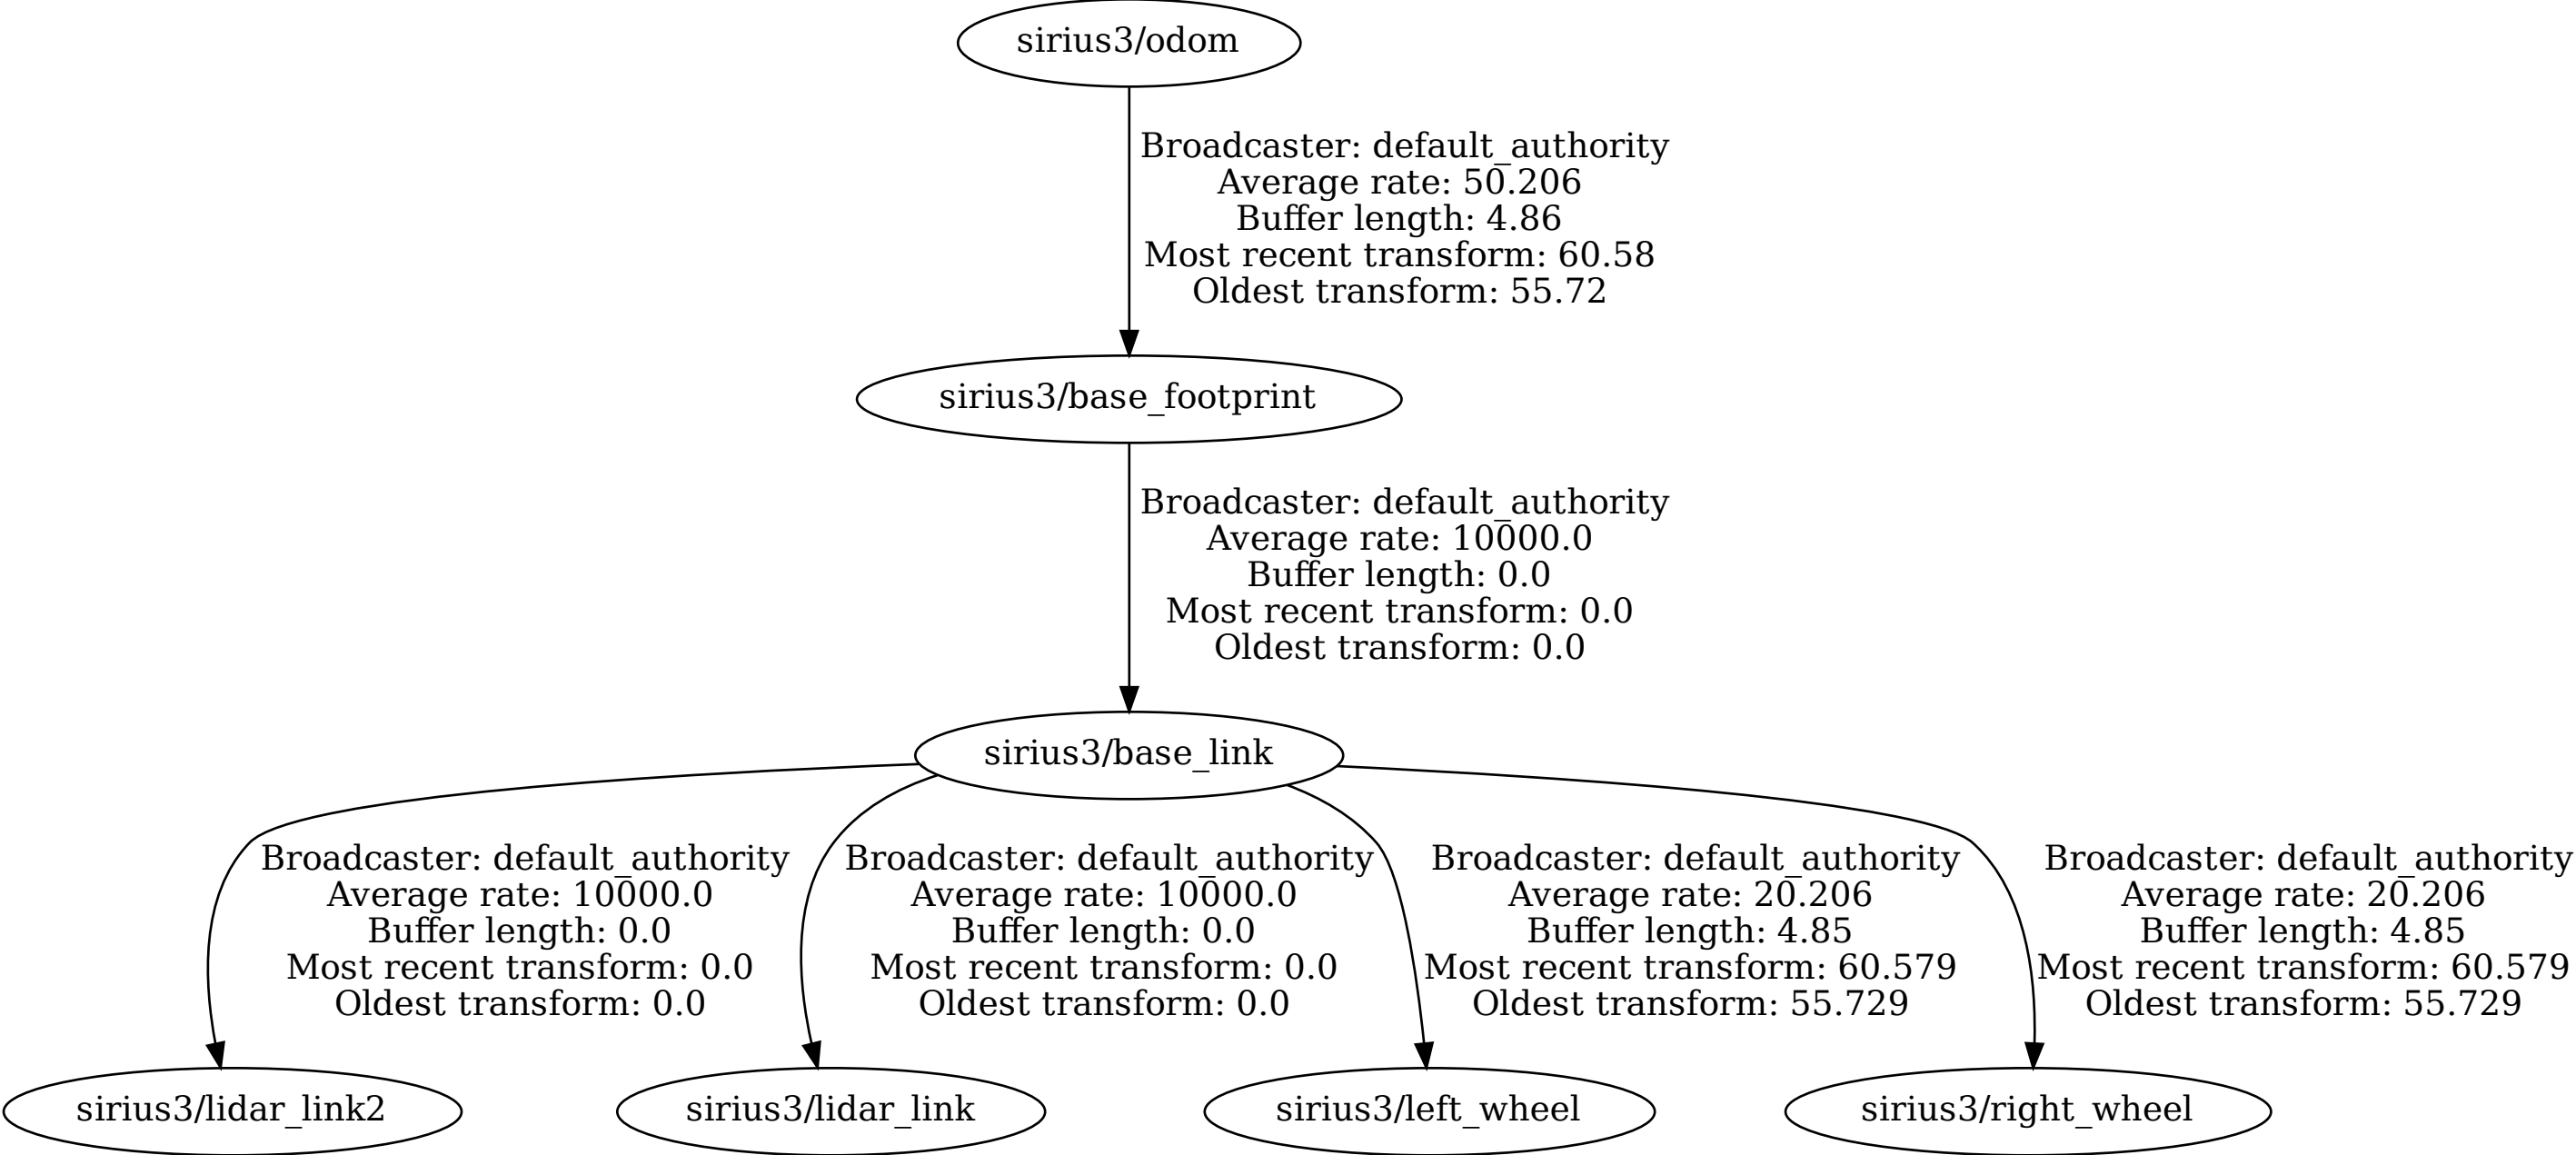 sirius3/odom
Broadcaster: default_authority
Average rate: 50.206
Buffer length: 4.86
Most recent transform: 60.58
Oldest transform: 55.72
sirius3/base_footprint
Broadcaster: default_authority
Average rate: 10000.0
Buffer length: 0.0
Most recent transform: 0.0
Oldest transform: 0.0
sirius3/base_link
Broadcaster: default_authority
Average rate: 10000.0
Buffer length: 0.0
Most recent transform: 0.0
Oldest transform: 0.0
Broadcaster: default_authority
Average rate: 10000.0
Buffer length: 0.0
Most recent transform: 0.0
Oldest transform: 0.0
Broadcaster: default_authority
Average rate: 20.206
Buffer length: 4.85
Most recent transform: 60.579
Oldest transform: 55.729
Broadcaster: default_authority
Average rate: 20.206
Buffer length: 4.85
Most recent transform: 60.579
Oldest transform: 55.729
sirius3/lidar_link2
sirius3/lidar_link
sirius3/left_wheel
sirius3/right_wheel